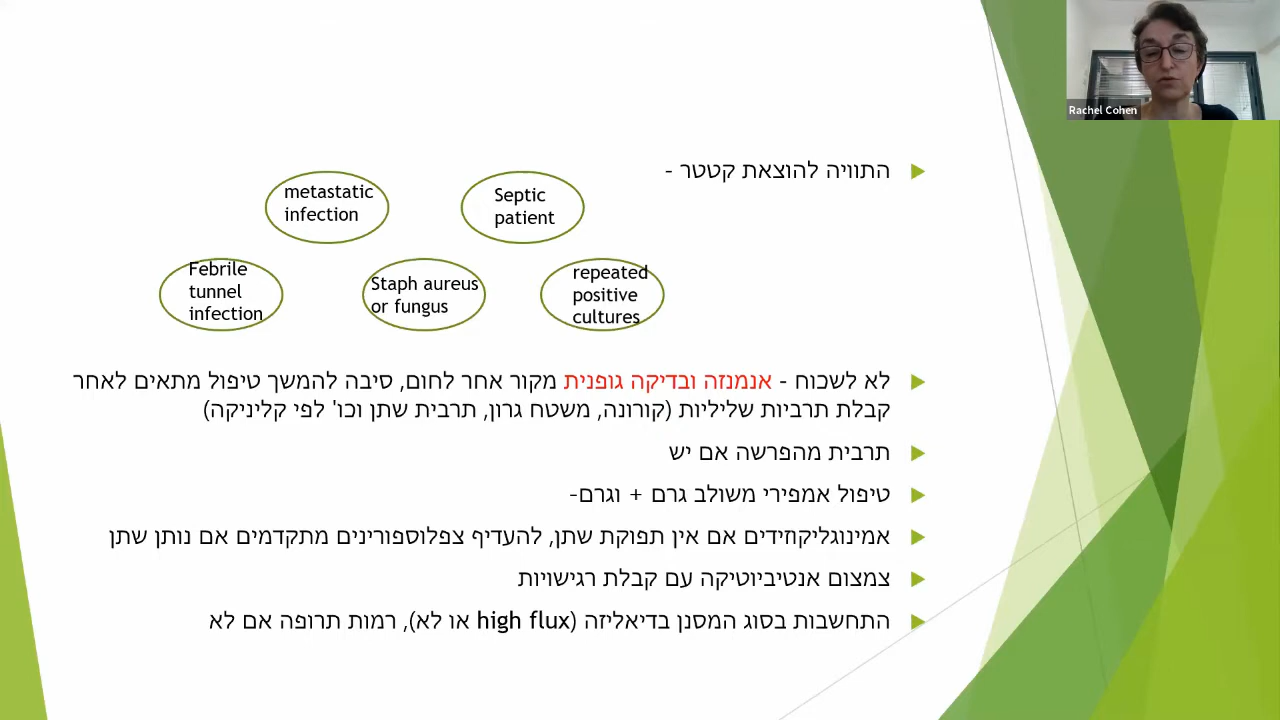 Rachel Cohen
התוויה להוצאת קטטר -
Septic
patient
metastatic
infection
repeated
positive
cultures
Staph aureus
or fungus
Febrile
tunnel
infection
לא לשכוח - אנמנזה ובדיקה גופנית מקור אחר לחום, סיבה להמשך טיפול מתאים לאחר
קבלת תרביות שליליות (קורונה, משטח גרון, תרבית שתן וכו' לפי קליניקה)
תרבית מהפרשה אם יש
טיפול אמפירי משולב גרם + וגרם-
אמינוגליקוזידים אם אין תפוקת שתן, להעדיף צפלוספורינים מתקדמים אם נותן שתן
צמצום אנטיביוטיקה עם קבלת רגישויות
התחשבות בסוג המסנן בדיאליזה (high flux או לא), רמות תרופה אם לא